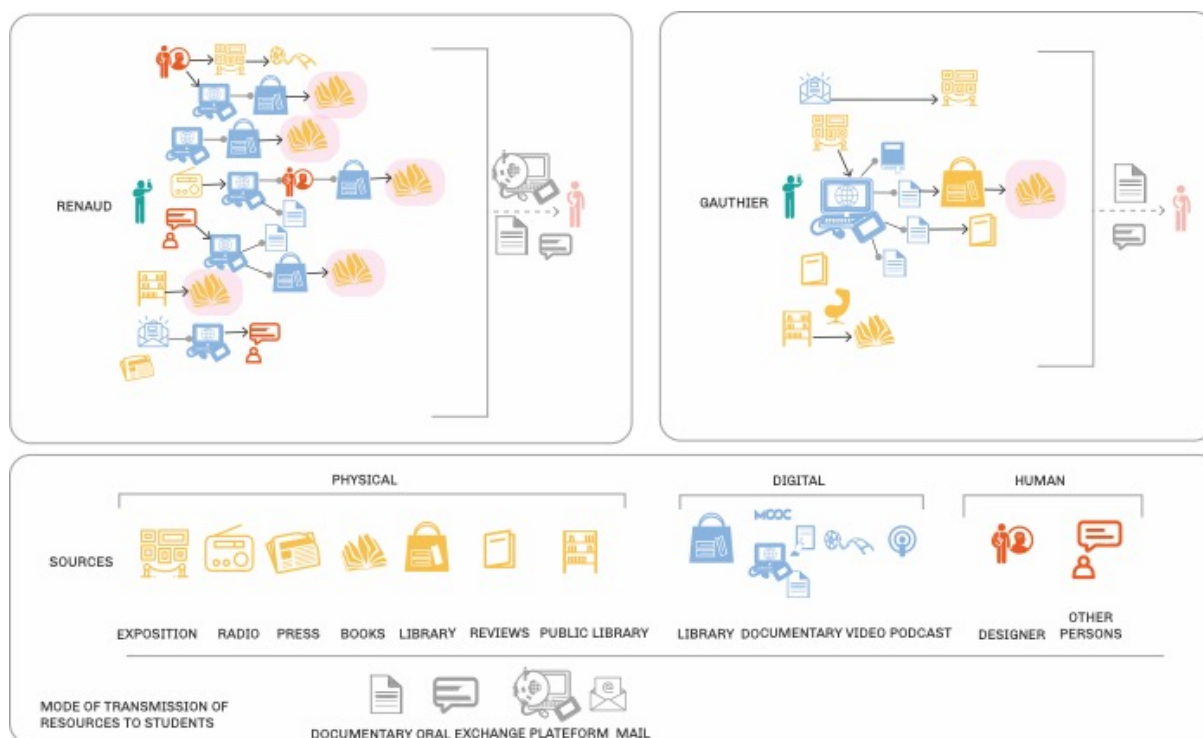 RENAUD
GAUTHIER
PHYSICAL
DIGITAL
HUMAN
MOOC
SOURCES
EXPOSITION RADIO PRESS BOOKS LIBRARY REVIEWS PUBLIC LIBRARY
LIBRARY DOCUMENTARY VIDEO PODCAST
DESIGNER
OTHER
PERSONS
MODE OF TRANSMISSION OF
RESOURCES TO STUDENTS
@
DOCUMENTARY ORAL EXCHANGE PLATEFORM MAIL